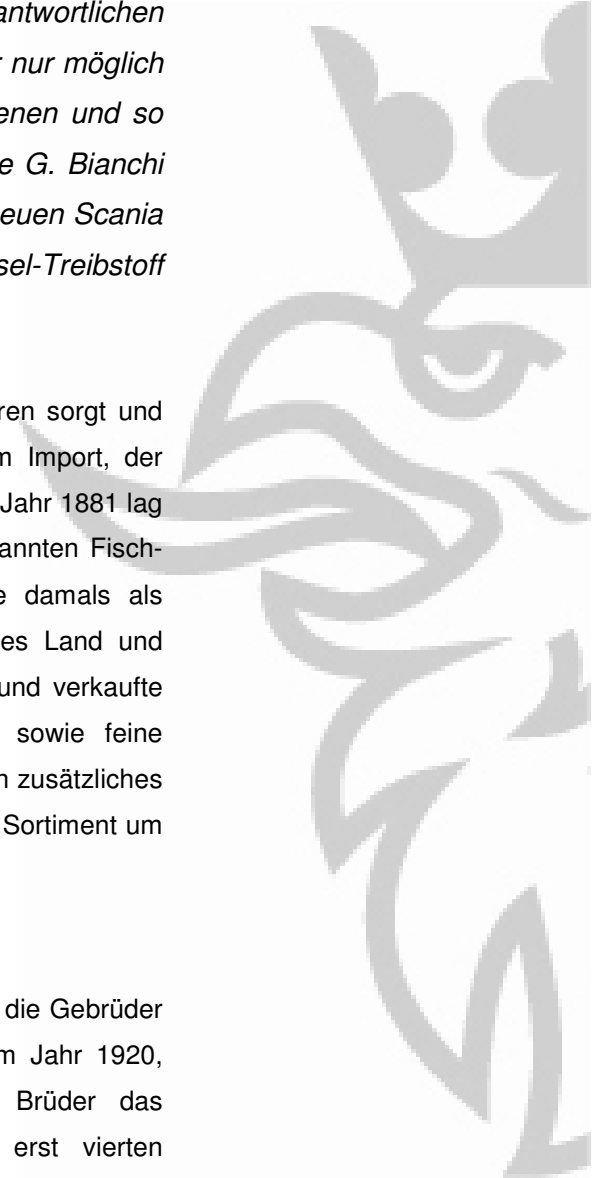 antwortlichen
nur möglich
enen und so
e G. Bianchi
euen Scania
sel-Treibstoff
ren sorgt und
m Import, der
Jahr 1881 lag
annten Fisch-
e damals als
es Land und
und verkaufte
sowie feine
n zusätzliches
Sortiment um
die Gebrüder
m Jahr 1920,
Brüder das
erst vierten